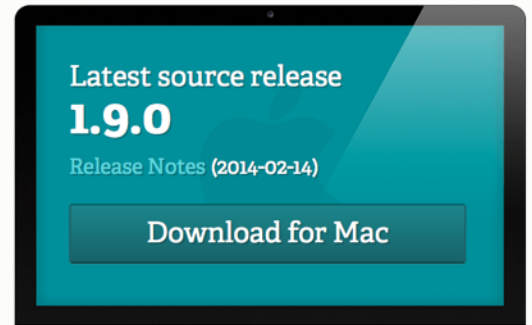 Latest source release
1.9.0
Release Notes (2014-02-14)
Download for Mac